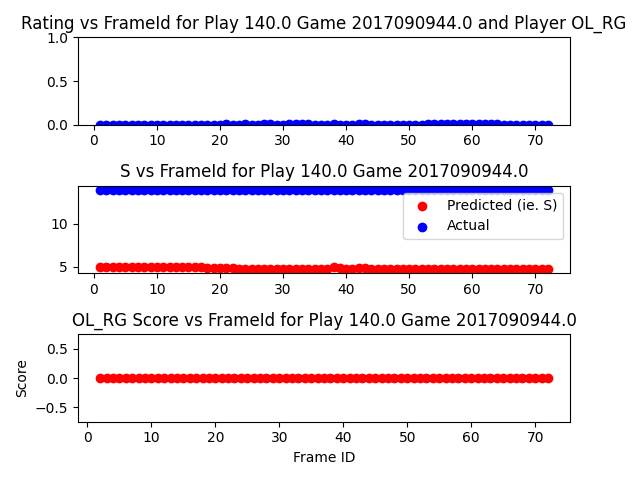 Rating vs FrameId for Play 140.0 Game 2017090944.0 and Player OL_RG
1.0
0.5
0.0
0 10 20 30 40 50 60 70
S vs FrameId for Play 140.0 Game 2017090944.0
10
5
Predicted (ie. S)
Actual
0 10 20 30 40 50 60 70
OL_RG Score vs FrameId for Play 140.0 Game 2017090944.0
Score
0.5
0.0
−0.5
0 10 20 30 40 50 60 70
Frame ID